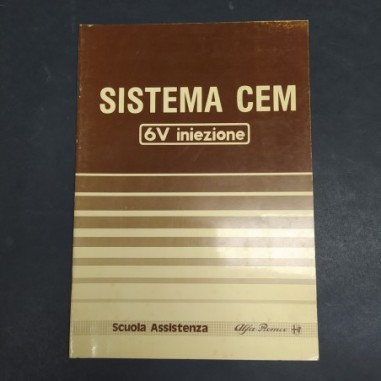 SISTEMA CEM
6V iniezione
Scuola Assistenza Alfa Romeo